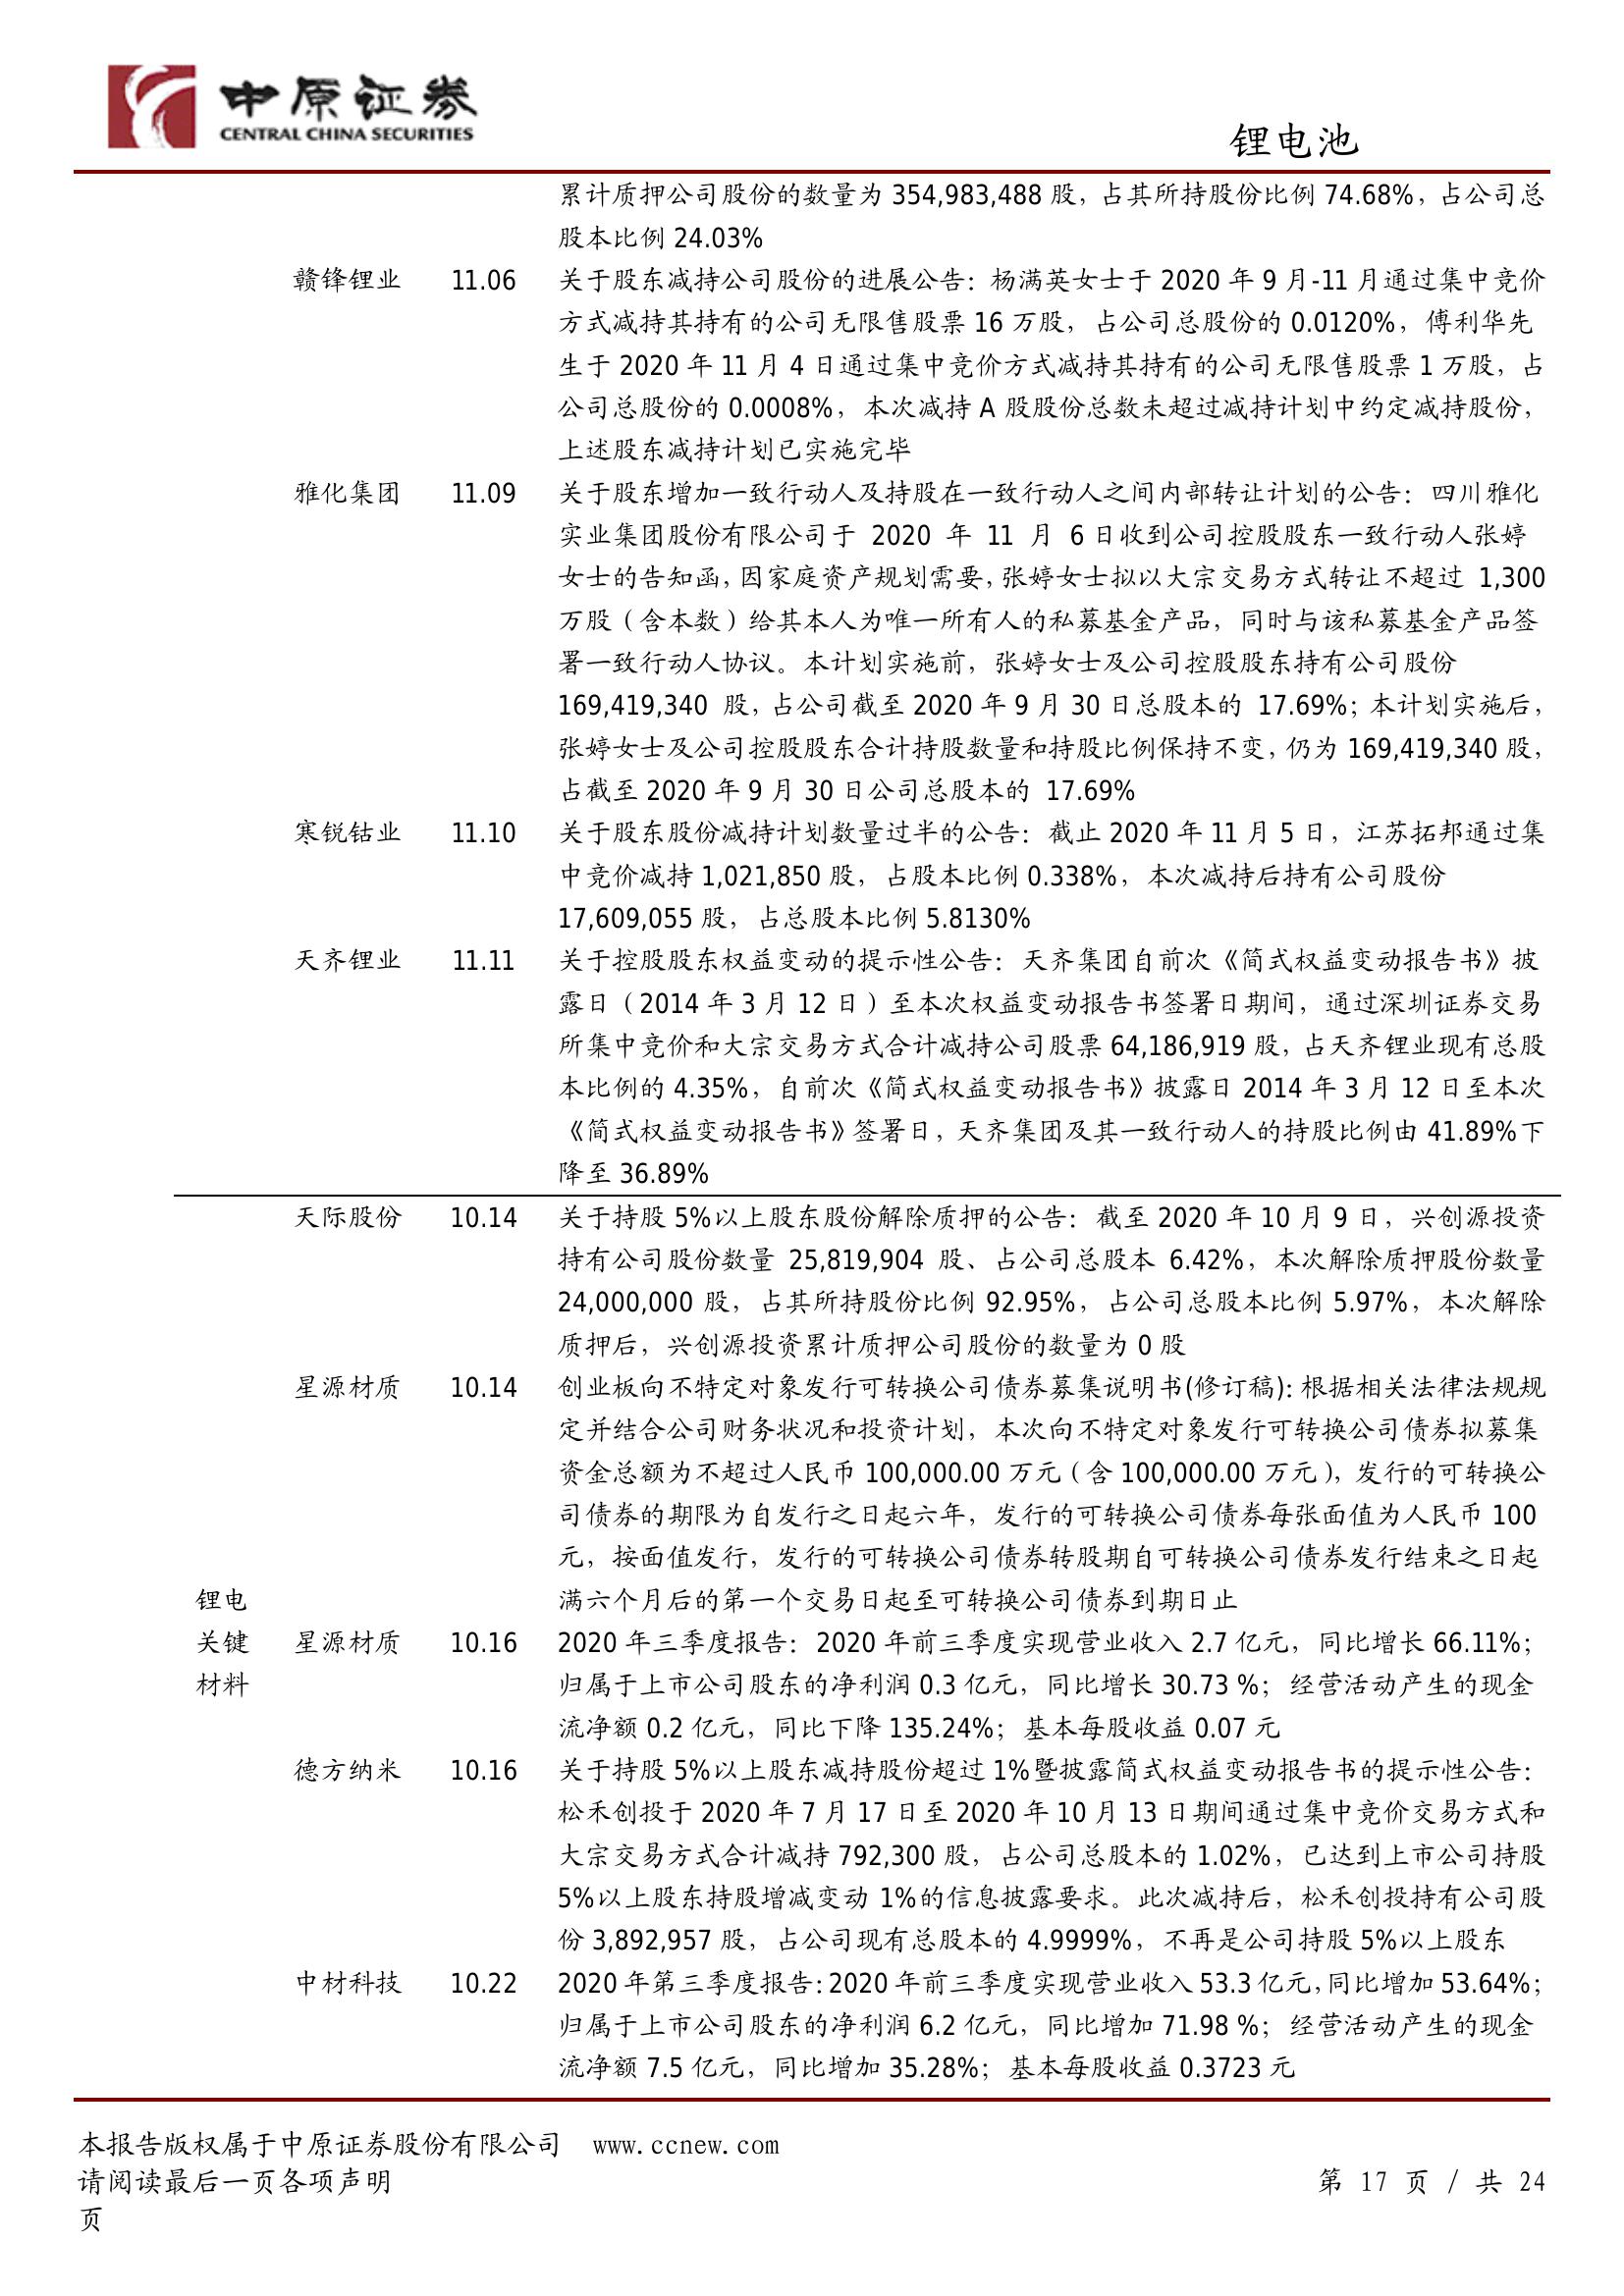 中原证券
CENTRAL CHINA SECURITIES
锂电池
累计质押公司股份的数量为 354,983,488 股，占其所持股份比例 74.68%，占公司总
股本比例 24.03%
赣锋锂业 11.06 关于股东减持公司股份的进展公告：杨满英女士于 2020 年 9 月-11 月通过集中竞价
方式减持其持有的公司无限售股票 16 万股，占公司总股份的 0.0120%，傅利华先
生于 2020 年 11 月 4 日通过集中竞价方式减持其持有的公司无限售股票 1 万股，占
公司总股份的 0.0008%，本次减持 A 股股份总数未超过减持计划中约定减持股份，
上述股东减持计划已实施完毕
雅化集团 11.09 关于股东增加一致行动人及持股在一致行动人之间内部转让计划的公告：四川雅化
实业集团股份有限公司于 2020 年 11 月 6 日收到公司控股股东一致行动人张婷
女士的告知函，因家庭资产规划需要，张婷女士拟以大宗交易方式转让不超过 1,300
万股（含本数）给其本人为唯一所有人的私募基金产品，同时与该私募基金产品签
署一致行动人协议。本计划实施前，张婷女士及公司控股股东持有公司股份
169,419,340 股，占公司截至 2020 年 9 月 30 日总股本的 17.69%；本计划实施后，
张婷女士及公司控股股东合计持股数量和持股比例保持不变，仍为 169,419,340 股，
占截至 2020 年 9 月 30 日公司总股本的 17.69%
寒锐钴业 11.10 关于股东股份减持计划数量过半的公告：截止 2020 年 11 月 5 日，江苏拓邦通过集
中竞价减持 1,021,850 股，占股本比例 0.338%，本次减持后持有公司股份
17,609,055 股，占总股本比例 5.8130%
天齐锂业 11.11 关于控股股东权益变动的提示性公告：天齐集团自前次《简式权益变动报告书》披
露日（2014 年 3 月 12 日）至本次权益变动报告书签署日期间，通过深圳证券交易
所集中竞价和大宗交易方式合计减持公司股票 64,186,919 股，占天齐锂业现有总股
本比例的 4.35%，自前次《简式权益变动报告书》披露日 2014 年 3 月 12 日至本次
《简式权益变动报告书》签署日，天齐集团及其一致行动人的持股比例由 41.89%下
降至 36.89%
天际股份 10.14 关于持股 5%以上股东股份解除质押的公告：截至 2020 年 10 月 9 日，兴创源投资
持有公司股份数量 25,819,904 股、占公司总股本 6.42%，本次解除质押股份数量
24,000,000 股，占其所持股份比例 92.95%，占公司总股本比例 5.97%，本次解除
质押后，兴创源投资累计质押公司股份的数量为 0 股
星源材质 10.14 创业板向不特定对象发行可转换公司债券募集说明书(修订稿)：根据相关法律法规规
定并结合公司财务状况和投资计划，本次向不特定对象发行可转换公司债券拟募集
资金总额为不超过人民币 100,000.00 万元（含 100,000.00 万元），发行的可转换公
司债券的期限为自发行之日起六年，发行的可转换公司债券每张面值为人民币 100
元，按面值发行，发行的可转换公司债券转股期自可转换公司债券发行结束之日起
锂电 满六个月后的第一个交易日起至可转换公司债券到期日止
关键 星源材质 10.16 2020 年三季度报告：2020 年前三季度实现营业收入 2.7 亿元，同比增长 66.11%；
材料 归属于上市公司股东的净利润 0.3 亿元，同比增长 30.73 %；经营活动产生的现金
流净额 0.2 亿元，同比下降 135.24%；基本每股收益 0.07 元
德方纳米 10.16 关于持股 5%以上股东减持股份超过 1%暨披露简式权益变动报告书的提示性公告：
松禾创投于 2020 年 7 月 17 日至 2020 年 10 月 13 日期间通过集中竞价交易方式和
大宗交易方式合计减持 792,300 股，占公司总股本的 1.02%，已达到上市公司持股
5%以上股东持股增减变动 1%的信息披露要求。此次减持后，松禾创投持有公司股
份 3,892,957 股，占公司现有总股本的 4.9999%，不再是公司持股 5%以上股东
中材科技 10.22 2020 年第三季度报告：2020 年前三季度实现营业收入 53.3 亿元，同比增加 53.64%；
归属于上市公司股东的净利润 6.2 亿元，同比增加 71.98 %；经营活动产生的现金
流净额 7.5 亿元，同比增加 35.28%；基本每股收益 0.3723 元
本报告版权属于中原证券股份有限公司 www.ccnew.com
请阅读最后一页各项声明 第 17 页 / 共 24
页